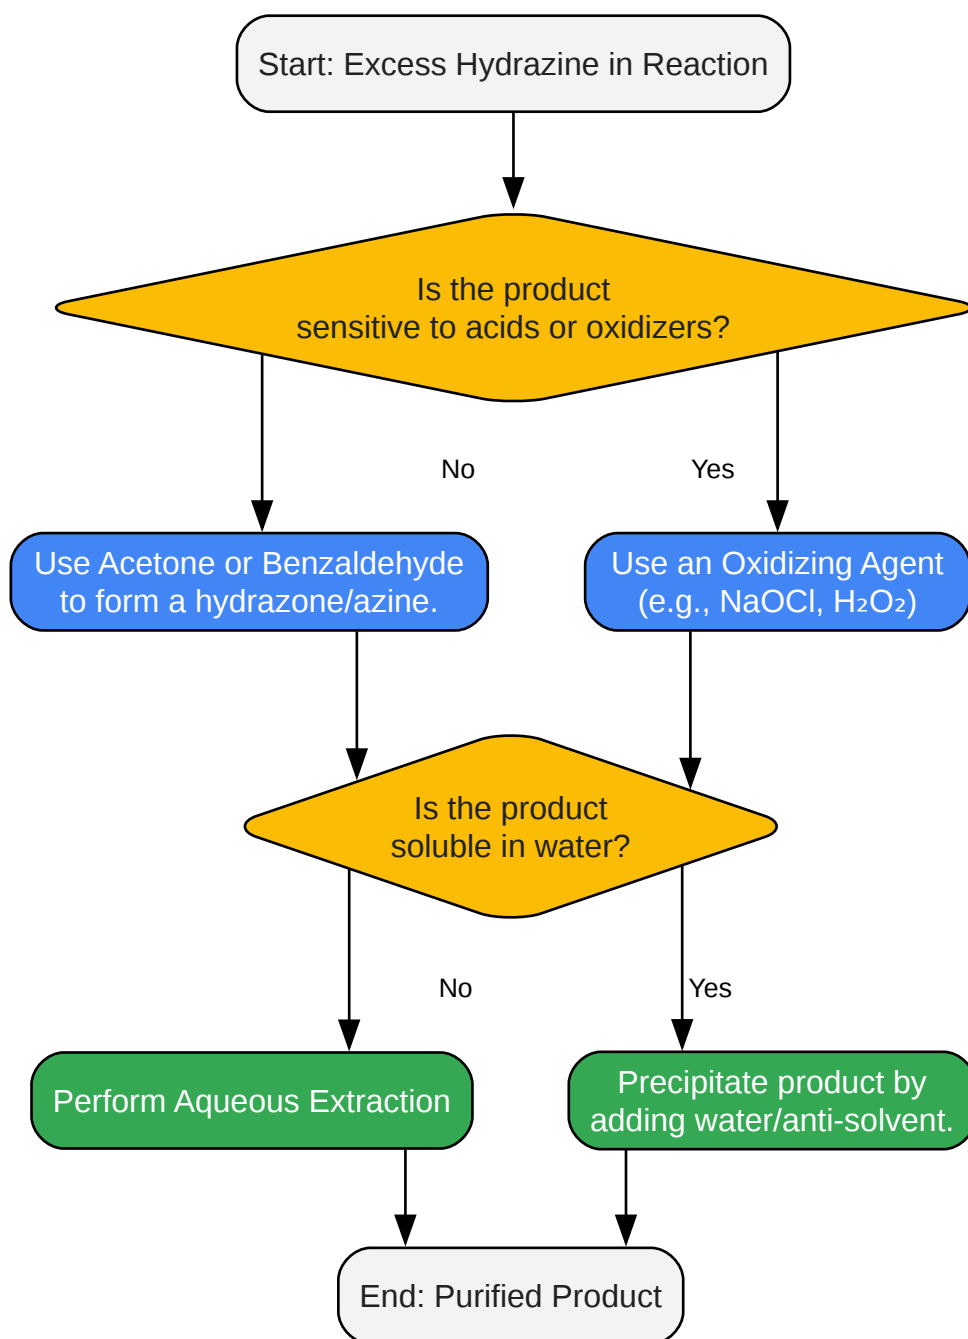 Start: Excess Hydrazine in Reaction
Is the product
sensitive to acids or oxidizers?
No
Yes
Use Acetone or Benzaldehyde
to form a hydrazone/azine.
Use an Oxidizing Agent
(e.g., NaOCl, H₂O₂)
Is the product
soluble in water?
No
Yes
Perform Aqueous Extraction
Precipitate product by
adding water/anti-solvent.
End: Purified Product